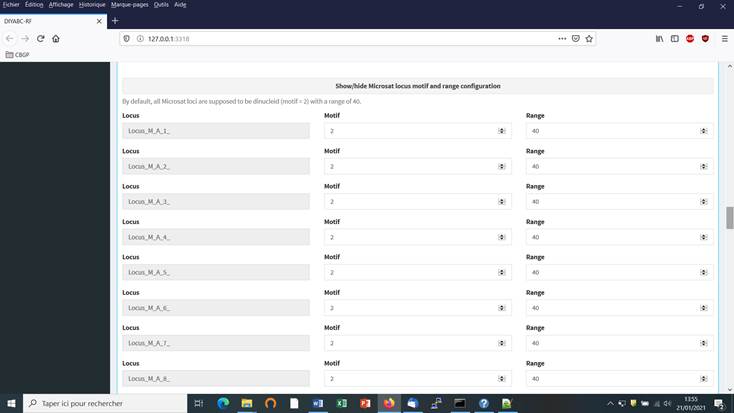 Fichier Édition Affichage Historique Marque-pages Outils Aide
DIYABC-RF
127.0.0.1:3318
CBGP
Show/hide Microsat locus motif and range configuration
By default, all Microsat loci are supposed to be dinucleid (motif = 2) with a range of 40.
Locus Motif Range
Locus_M_A_1_ 2 40
Locus Motif Range
Locus_M_A_2_ 2 40
Locus Motif Range
Locus_M_A_3_ 2 40
Locus Motif Range
Locus_M_A_4_ 2 40
Locus Motif Range
Locus_M_A_5_ 2 40
Locus Motif Range
Locus_M_A_6_ 2 40
Locus Motif Range
Locus_M_A_7_ 2 40
Locus Motif Range
Locus_M_A_8_ 2 40
Taper ici pour rechercher
13:55
21/01/2021